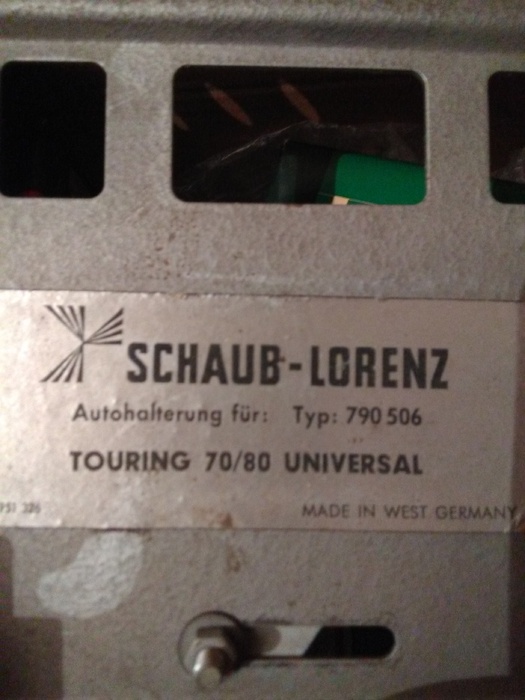 SCHAUB-LORENZ
Autohalterung für: Typ: 790 506
TOURING 70/80 UNIVERSAL
MADE IN WEST GERMANY